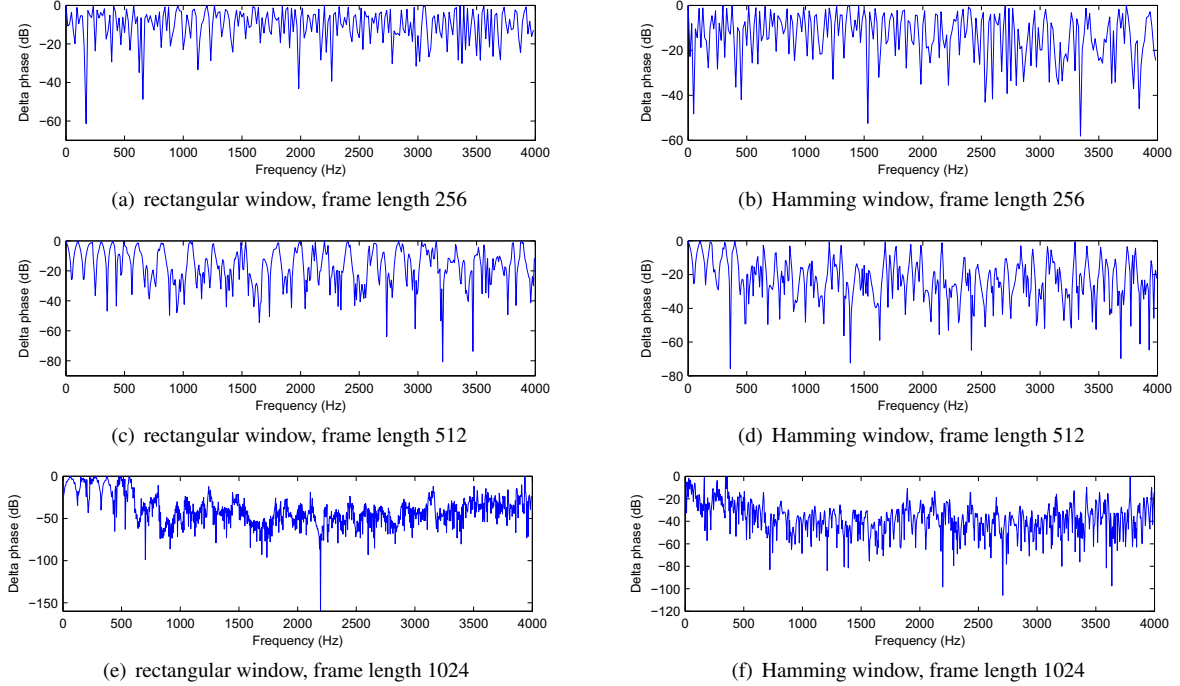 0
−20
−40
−60
Delta phase (dB)
0 500 1000 1500 2000 2500 3000 3500 4000
Frequency (Hz)
(a) rectangular window, frame length 256
0
−20
−40
−60
Delta phase (dB)
0 500 1000 1500 2000 2500 3000 3500 4000
Frequency (Hz)
(b) Hamming window, frame length 256
0
−20
−40
−60
−80
Delta phase (dB)
0 500 1000 1500 2000 2500 3000 3500 4000
Frequency (Hz)
(c) rectangular window, frame length 512
0
−20
−40
−60
−80
Delta phase (dB)
0 500 1000 1500 2000 2500 3000 3500 4000
Frequency (Hz)
(d) Hamming window, frame length 512
0
−50
−100
−150
Delta phase (dB)
0 500 1000 1500 2000 2500 3000 3500 4000
Frequency (Hz)
(e) rectangular window, frame length 1024
0
−20
−40
−60
−80
−100
−120
Delta phase (dB)
0 500 1000 1500 2000 2500 3000 3500 4000
Frequency (Hz)
(f) Hamming window, frame length 1024